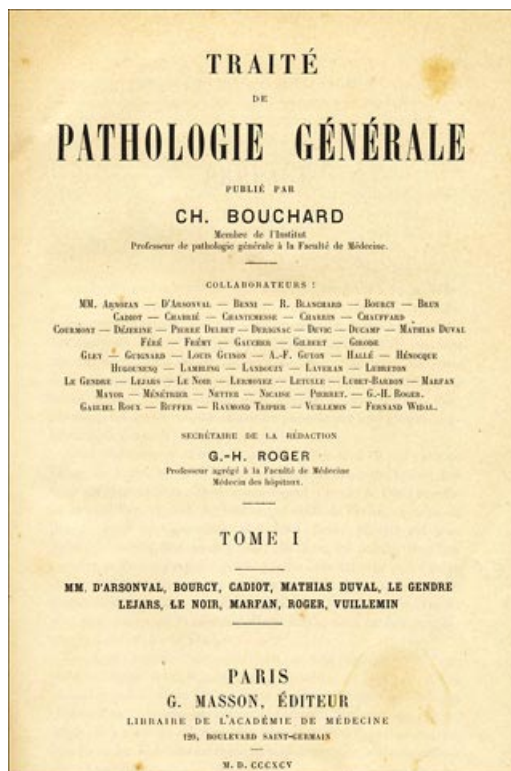 TRAITÉ
DE
PATHOLOGIE GÉNÉRALE
PUBLIÉ PAR
CH. BOUCHARD
Membre de l'Institut
Professeur de pathologie générale à la Faculté de Médecine.
COLLABORATEURS :
MM. Arnozan — D'Arsonval — Benni — R. Blanchard — Bourcy — Brun
Cadiot — Chabrié — Chantemesse — Charrin — Chauffard
Courmont — Déjerine — Pierre Delbet — Devic — Ducamp — Mathias Duval
Féré — Frémy — Gaucher — Gilbert — Girode
Gley — Guignard — Louis Guinon — A.-F. Guyon — Hallé — Hénocque
Hugounenq — Lambling — Landouzy — Laveran — Lebreton
Le Gendre — Lejars — Le Noir — Lermoyez — Letulle — Lubet-Barbon — Marfan
Mayor — Ménétrier — Netter — Nicaise — Pierret. — G.-H. Roger.
Gabriel Roux — Ruffer — Raymond Tripier — Vuillemin — Fernand Widal.
SECRÉTAIRE DE LA RÉDACTION
G.-H. ROGER
Professeur agrégé à la Faculté de Médecine
Médecin des hôpitaux.
TOME I
MM. D'ARSONVAL, BOURCY, CADIOT, MATHIAS DUVAL, LE GENDRE
LEJARS, LE NOIR, MARFAN, ROGER, VUILLEMIN
PARIS
G. MASSON, ÉDITEUR
LIBRAIRE DE L'ACADÉMIE DE MÉDECINE
120, BOULEVARD SAINT-GERMAIN
M. D. CCCXCV